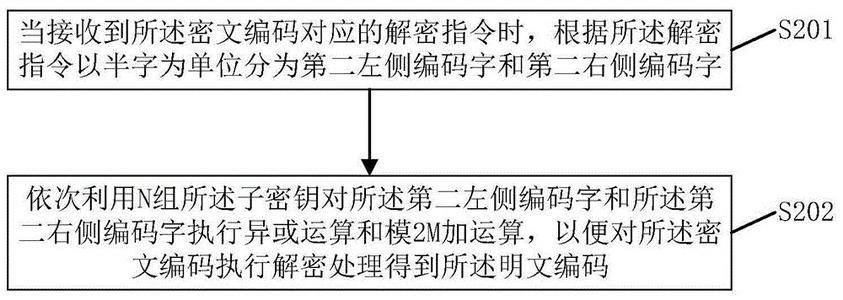 当接收到所述密文编码对应的解密指令时，根据所述解密
指令以半字为单位分为第二左侧编码字和第二右侧编码字
S201
依次利用N组所述子密钥对所述第二左侧编码字和所述第
二右侧编码字执行异或运算和模2M加运算，以便对所述密
文编码执行解密处理得到所述明文编码
S202